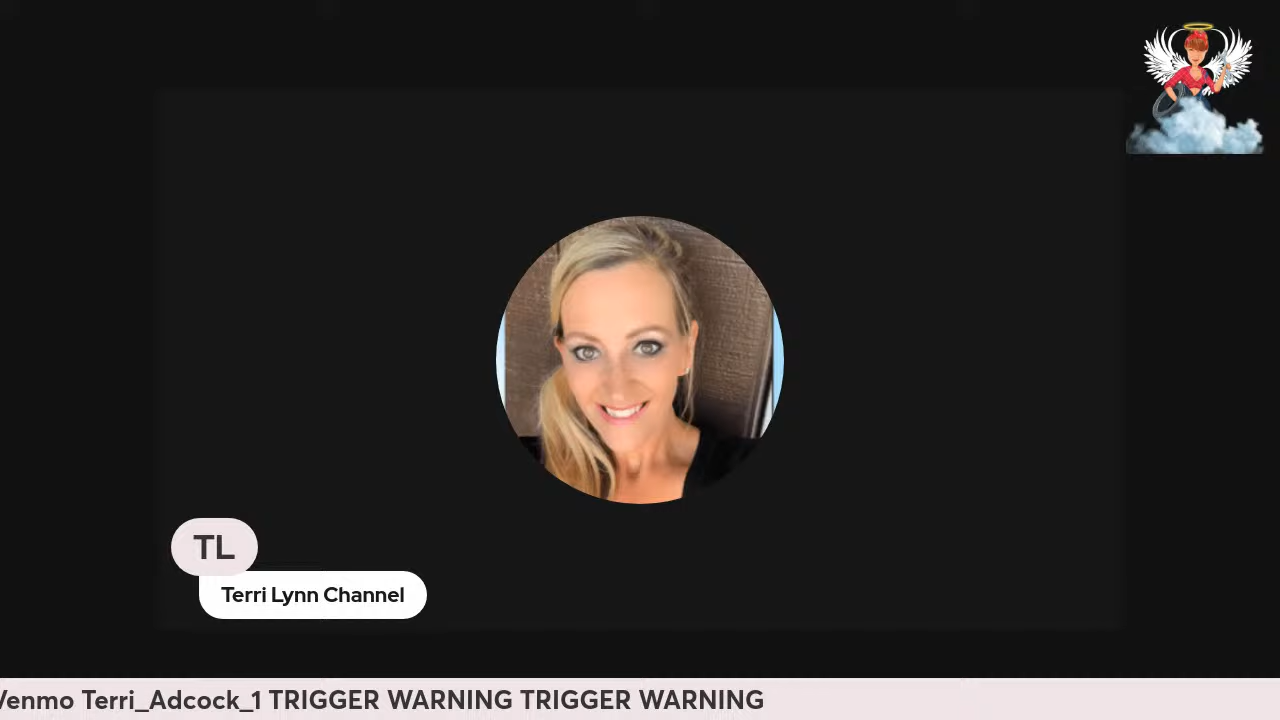 TL
Terri Lynn Channel
Venmo Terri_Adcock_1 TRIGGER WARNING TRIGGER WARNING